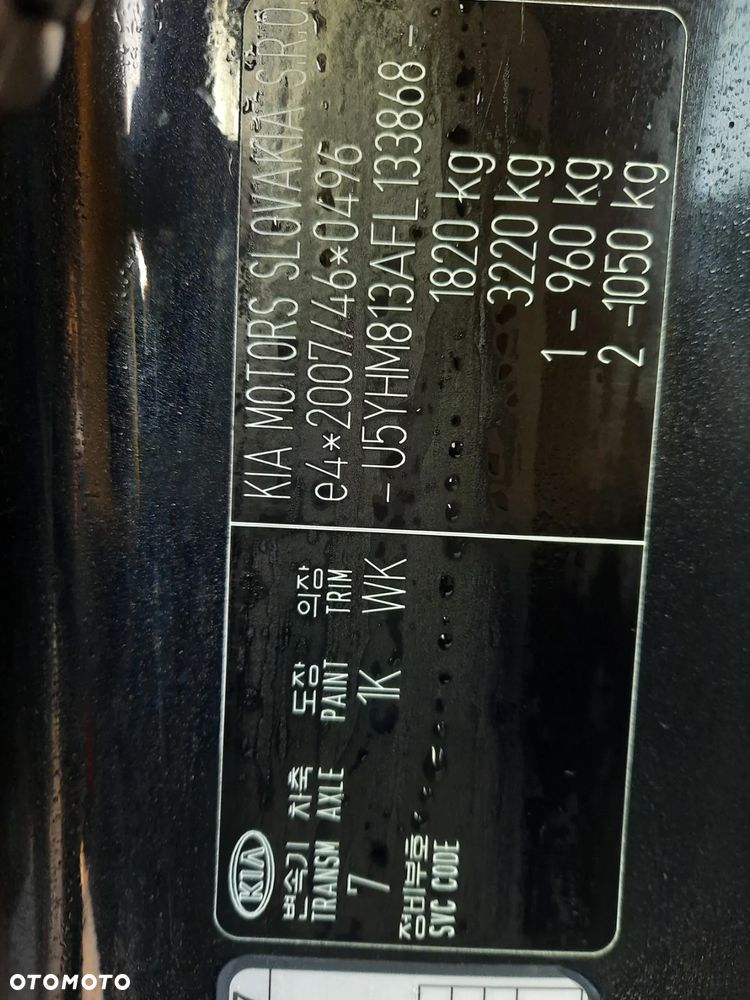 KIA MOTORS SLOVAKIA S.R.O.
e4*2007/46*0496
- U5YHM813AFL133868 -
1820 kg
3220 kg
1 - 960 kg
2 -1050 kg
KIA
변속기 차축 도장 의장
TRANSM AXLE PAINT TRIM
7 1K WK
정비부호
SVC CODE
OTOMOTO